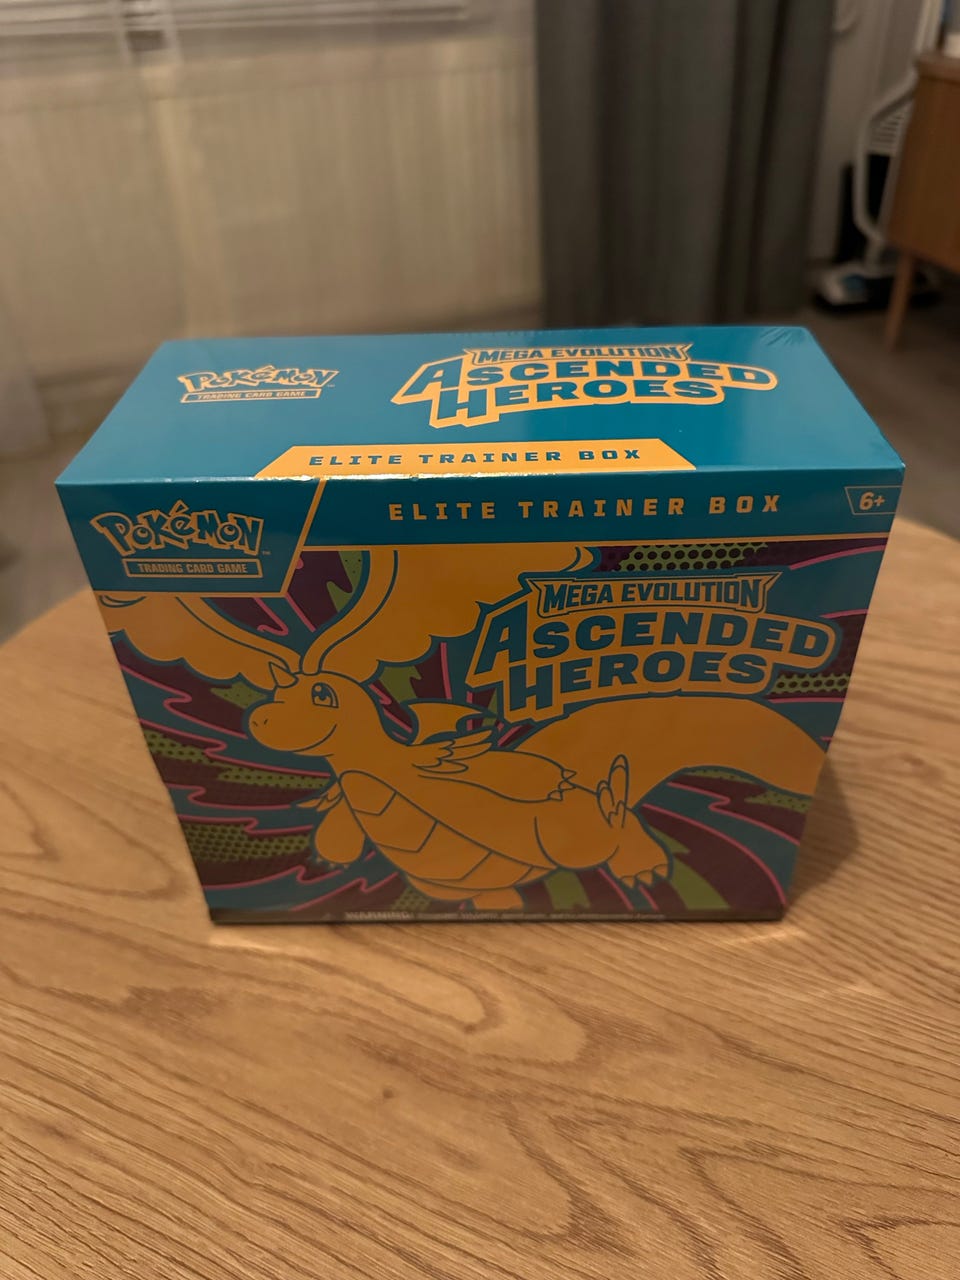 POKÉMON
TRADING CARD GAME
MEGA EVOLUTION
ASCENDED
HEROES
ELITE TRAINER BOX
POKÉMON™
TRADING CARD GAME
ELITE TRAINER BOX
6+
MEGA EVOLUTION
ASCENDED
HEROES
WARNING: